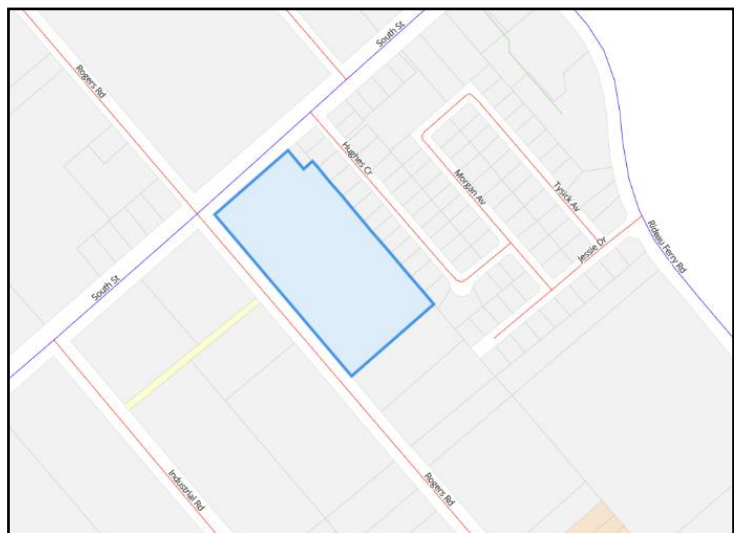 South St
Rogers Rd
Hughes Cr
Morgan Av
Tysick Av
Rideau Ferry Rd
Jessie Dr
South St
Industrial Rd
Rogers Rd